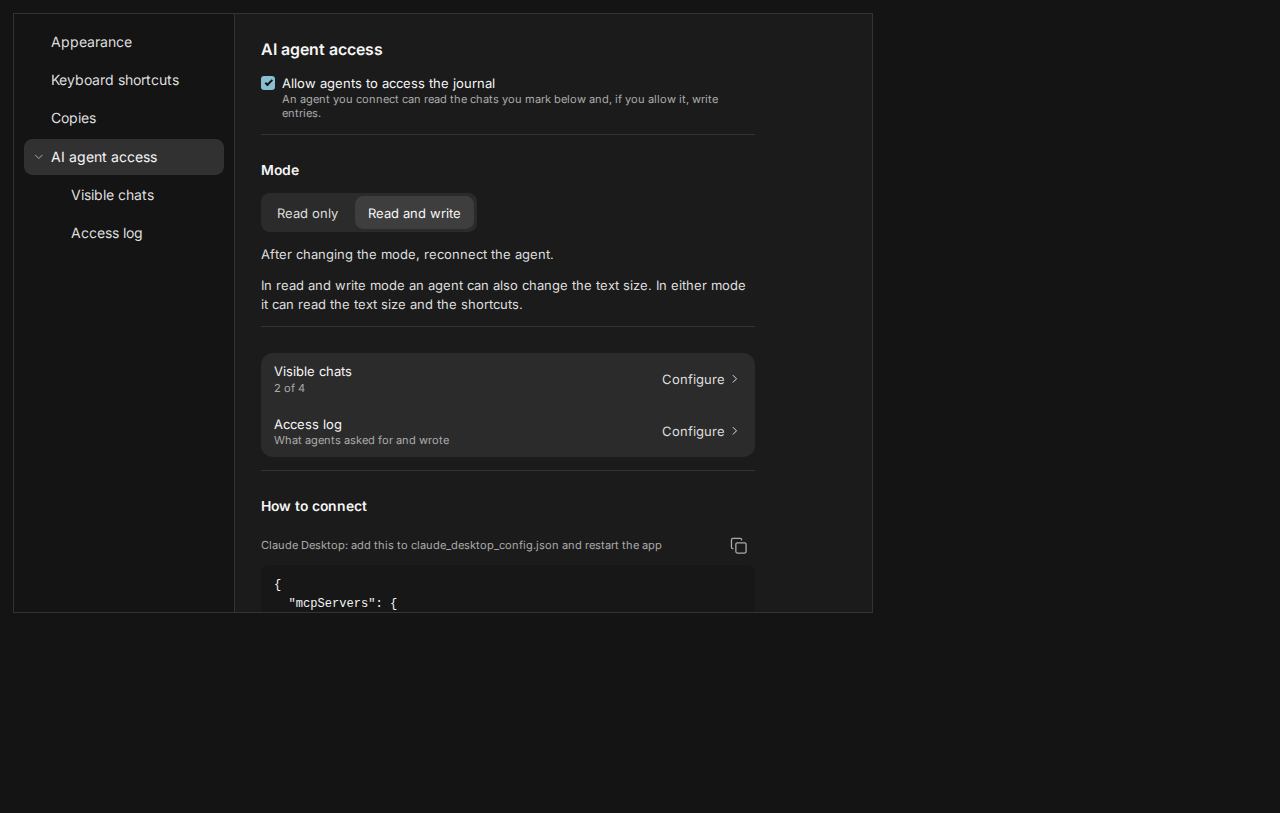 Appearance
Keyboard shortcuts
Copies
AI agent access
Visible chats
Access log
AI agent access
Allow agents to access the journal
An agent you connect can read the chats you mark below and, if you allow it, write
entries.
Mode
Read only
Read and write
After changing the mode, reconnect the agent.
In read and write mode an agent can also change the text size. In either mode
it can read the text size and the shortcuts.
Visible chats
2 of 4
Configure
Access log
What agents asked for and wrote
Configure
How to connect
Claude Desktop: add this to claude_desktop_config.json and restart the app
{
"mcpServers": {